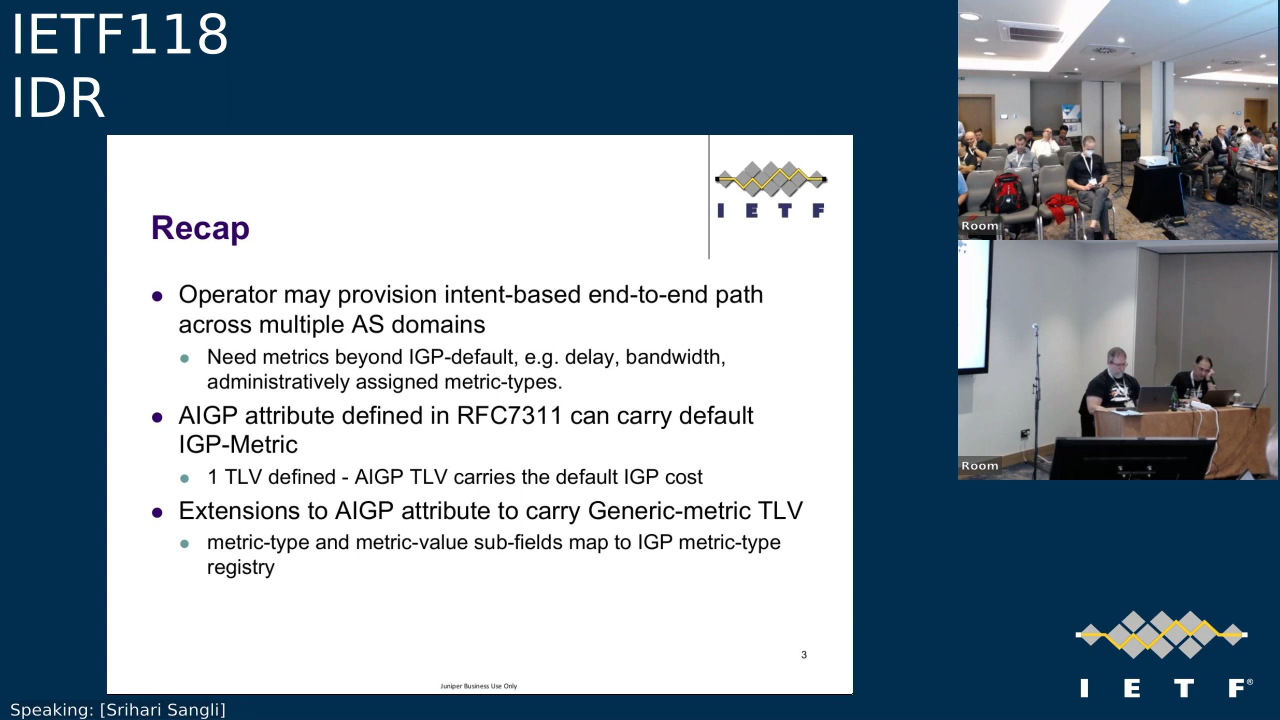 IETF118
IDR
I E T F
Recap
Operator may provision intent-based end-to-end path
across multiple AS domains
Need metrics beyond IGP-default, e.g. delay, bandwidth,
administratively assigned metric-types.
AIGP attribute defined in RFC7311 can carry default
IGP-Metric
1 TLV defined - AIGP TLV carries the default IGP cost
Extensions to AIGP attribute to carry Generic-metric TLV
metric-type and metric-value sub-fields map to IGP metric-type
registry
3
Juniper Business Use Only
Room
Room
I E T F®
Speaking: [Srihari Sangli]